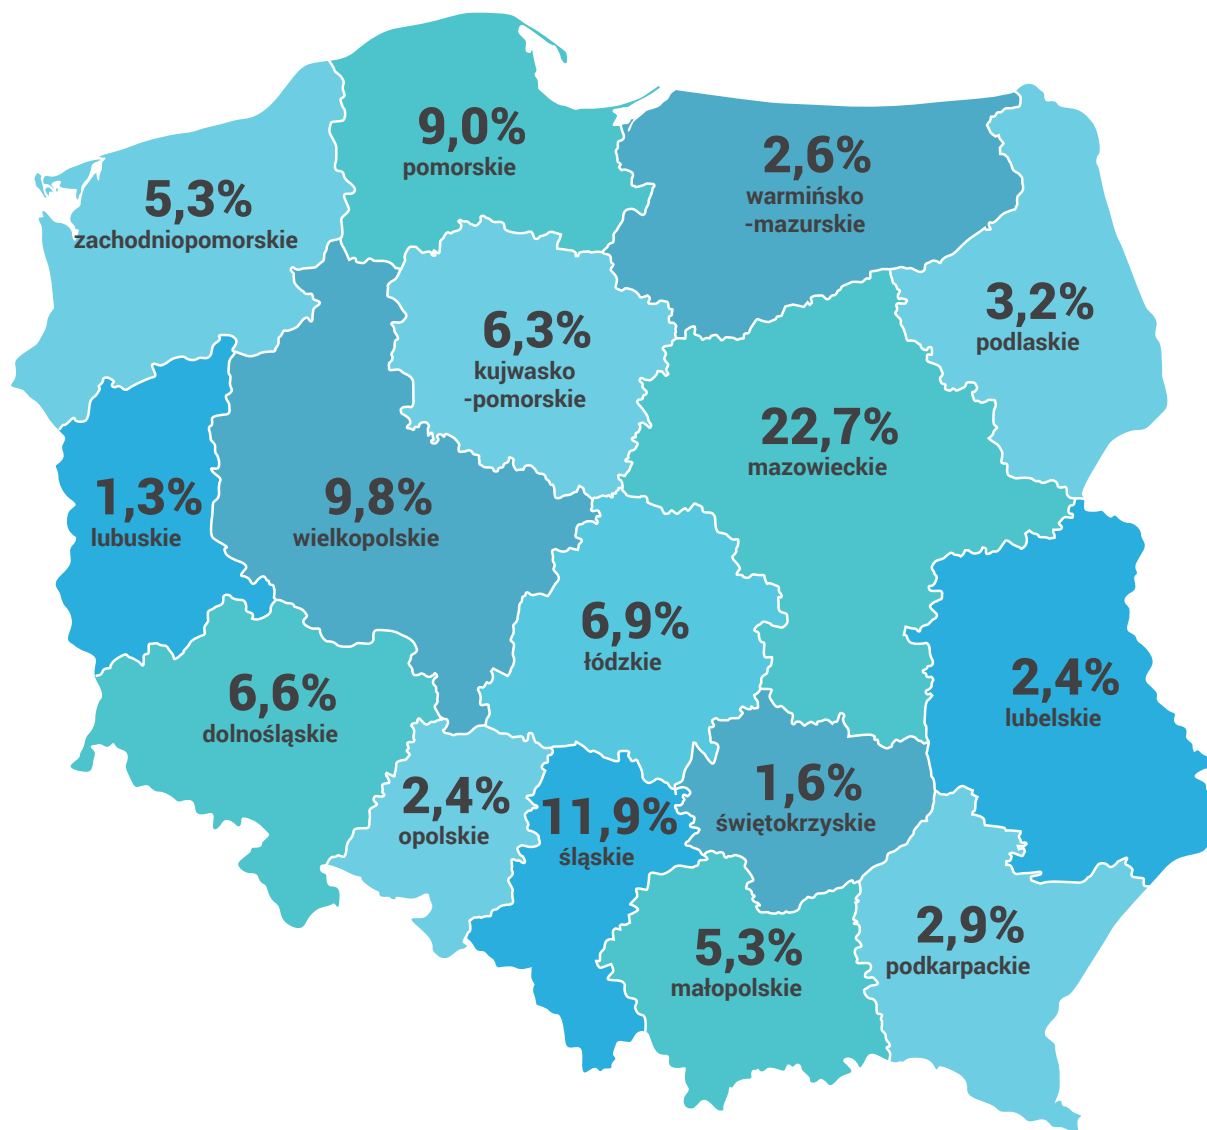 9,0%
pomorskie
2,6%
warmińsko
-mazurskie
5,3%
zachodniopomorskie
3,2%
podlaskie
6,3%
kujwasko
-pomorskie
22,7%
mazowieckie
1,3%
lubuskie
9,8%
wielkopolskie
6,9%
łódzkie
2,4%
lubelskie
6,6%
dolnośląskie
2,4%
opolskie
11,9%
śląskie
1,6%
świętokrzyskie
5,3%
małopolskie
2,9%
podkarpackie